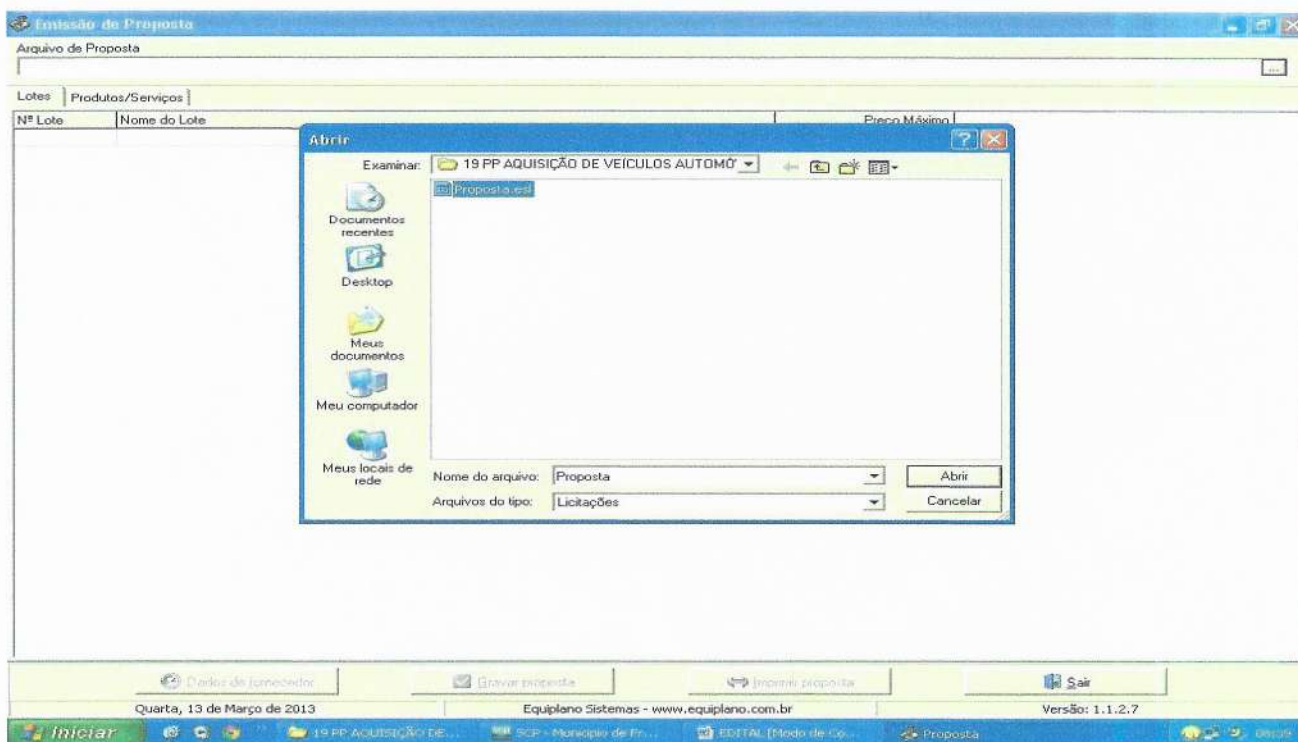 Emissão de Proposta
Arquivo de Proposta
...
Lotes Produtos/Serviços
Nº Lote Nome do Lote Preço Máximo
Abrir
Examinar: 19 PP AQUISIÇÃO DE VEÍCULOS AUTOMÓ
Proposta.esl
Documentos
recentes
Desktop
Meus
documentos
Meu computador
Meus locais de
rede
Nome do arquivo: Proposta Abrir
Arquivos do tipo: Licitações Cancelar
Dados do fornecedor Gravar proposta Imprimir proposta Sair
Quarta, 13 de Março de 2013 Equiplano Sistemas - www.equiplano.com.br Versão: 1.1.2.7
Iniciar 19 PP AQUISIÇÃO DE... SCP - Município de Fr... EDITAL [Modo de Co... Proposta